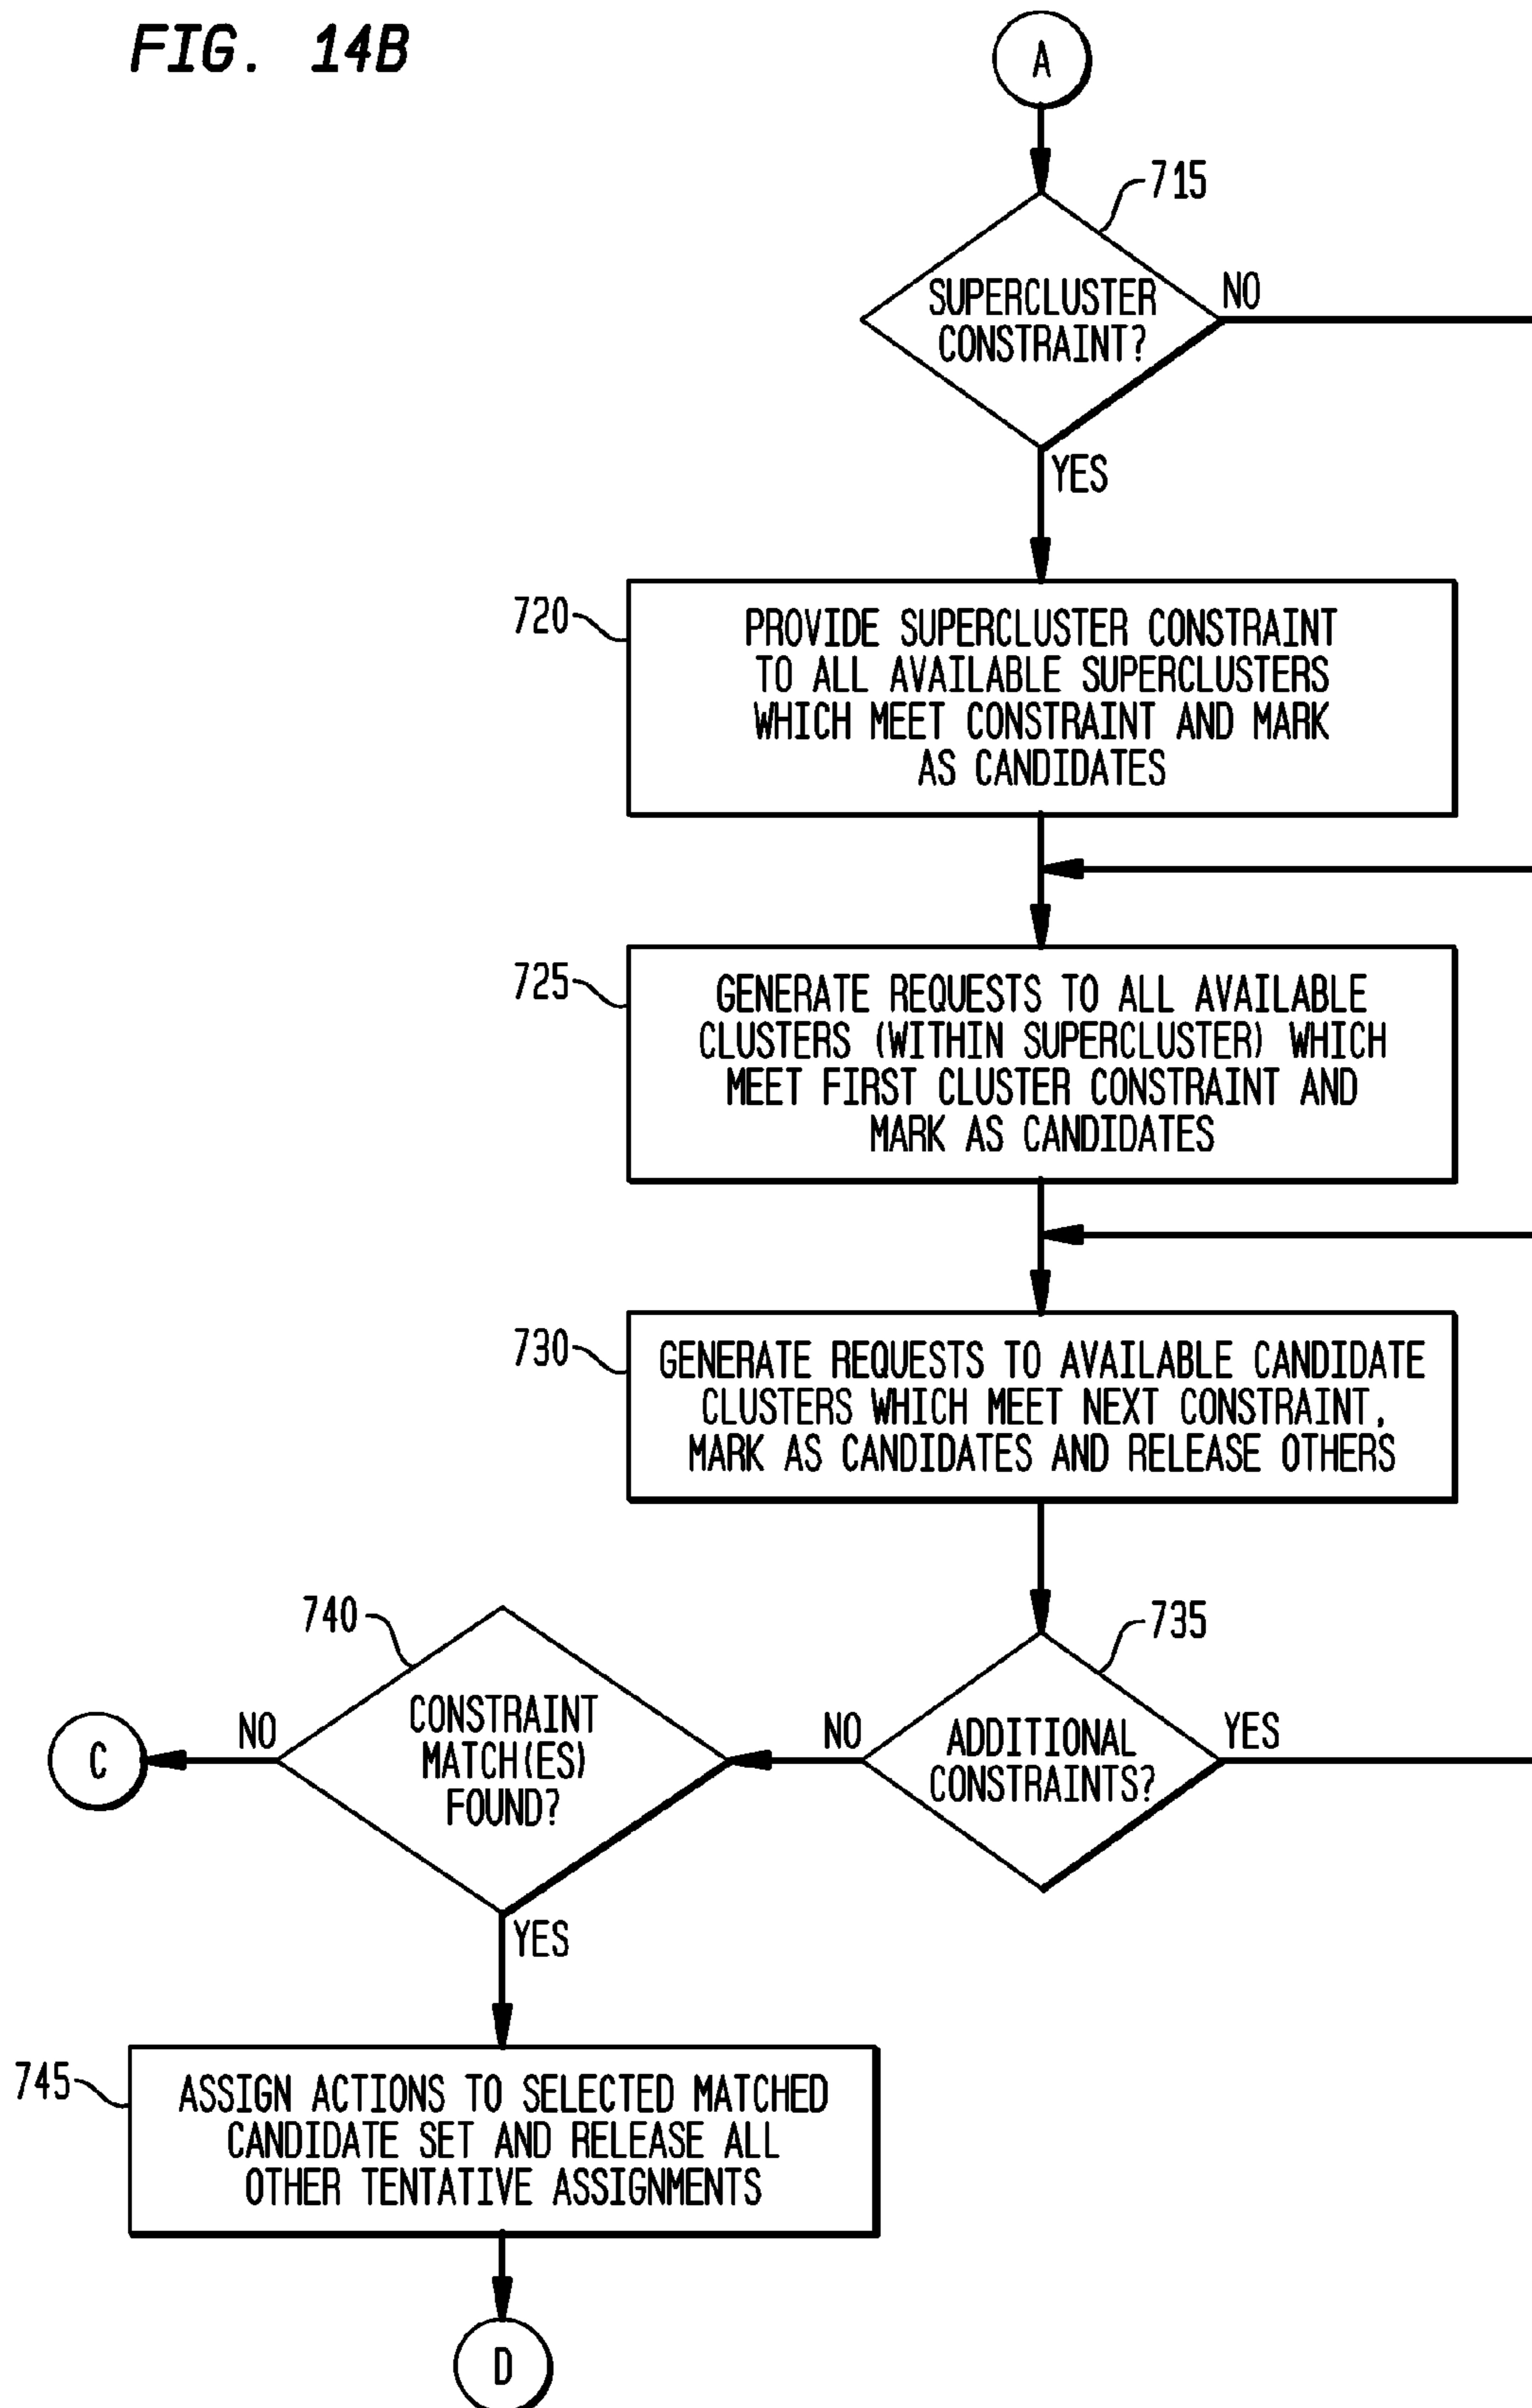 FIG. 14B
A
715
SUPERCLUSTER
CONSTRAINT?
NO
YES
720
PROVIDE SUPERCLUSTER CONSTRAINT
TO ALL AVAILABLE SUPERCLUSTERS
WHICH MEET CONSTRAINT AND MARK
AS CANDIDATES
725
GENERATE REQUESTS TO ALL AVAILABLE
CLUSTERS (WITHIN SUPERCLUSTER) WHICH
MEET FIRST CLUSTER CONSTRAINT AND
MARK AS CANDIDATES
730
GENERATE REQUESTS TO AVAILABLE CANDIDATE
CLUSTERS WHICH MEET NEXT CONSTRAINT,
MARK AS CANDIDATES AND RELEASE OTHERS
735
ADDITIONAL
CONSTRAINTS?
YES
NO
740
CONSTRAINT
MATCH(ES)
FOUND?
NO
C
YES
745
ASSIGN ACTIONS TO SELECTED MATCHED
CANDIDATE SET AND RELEASE ALL
OTHER TENTATIVE ASSIGNMENTS
D